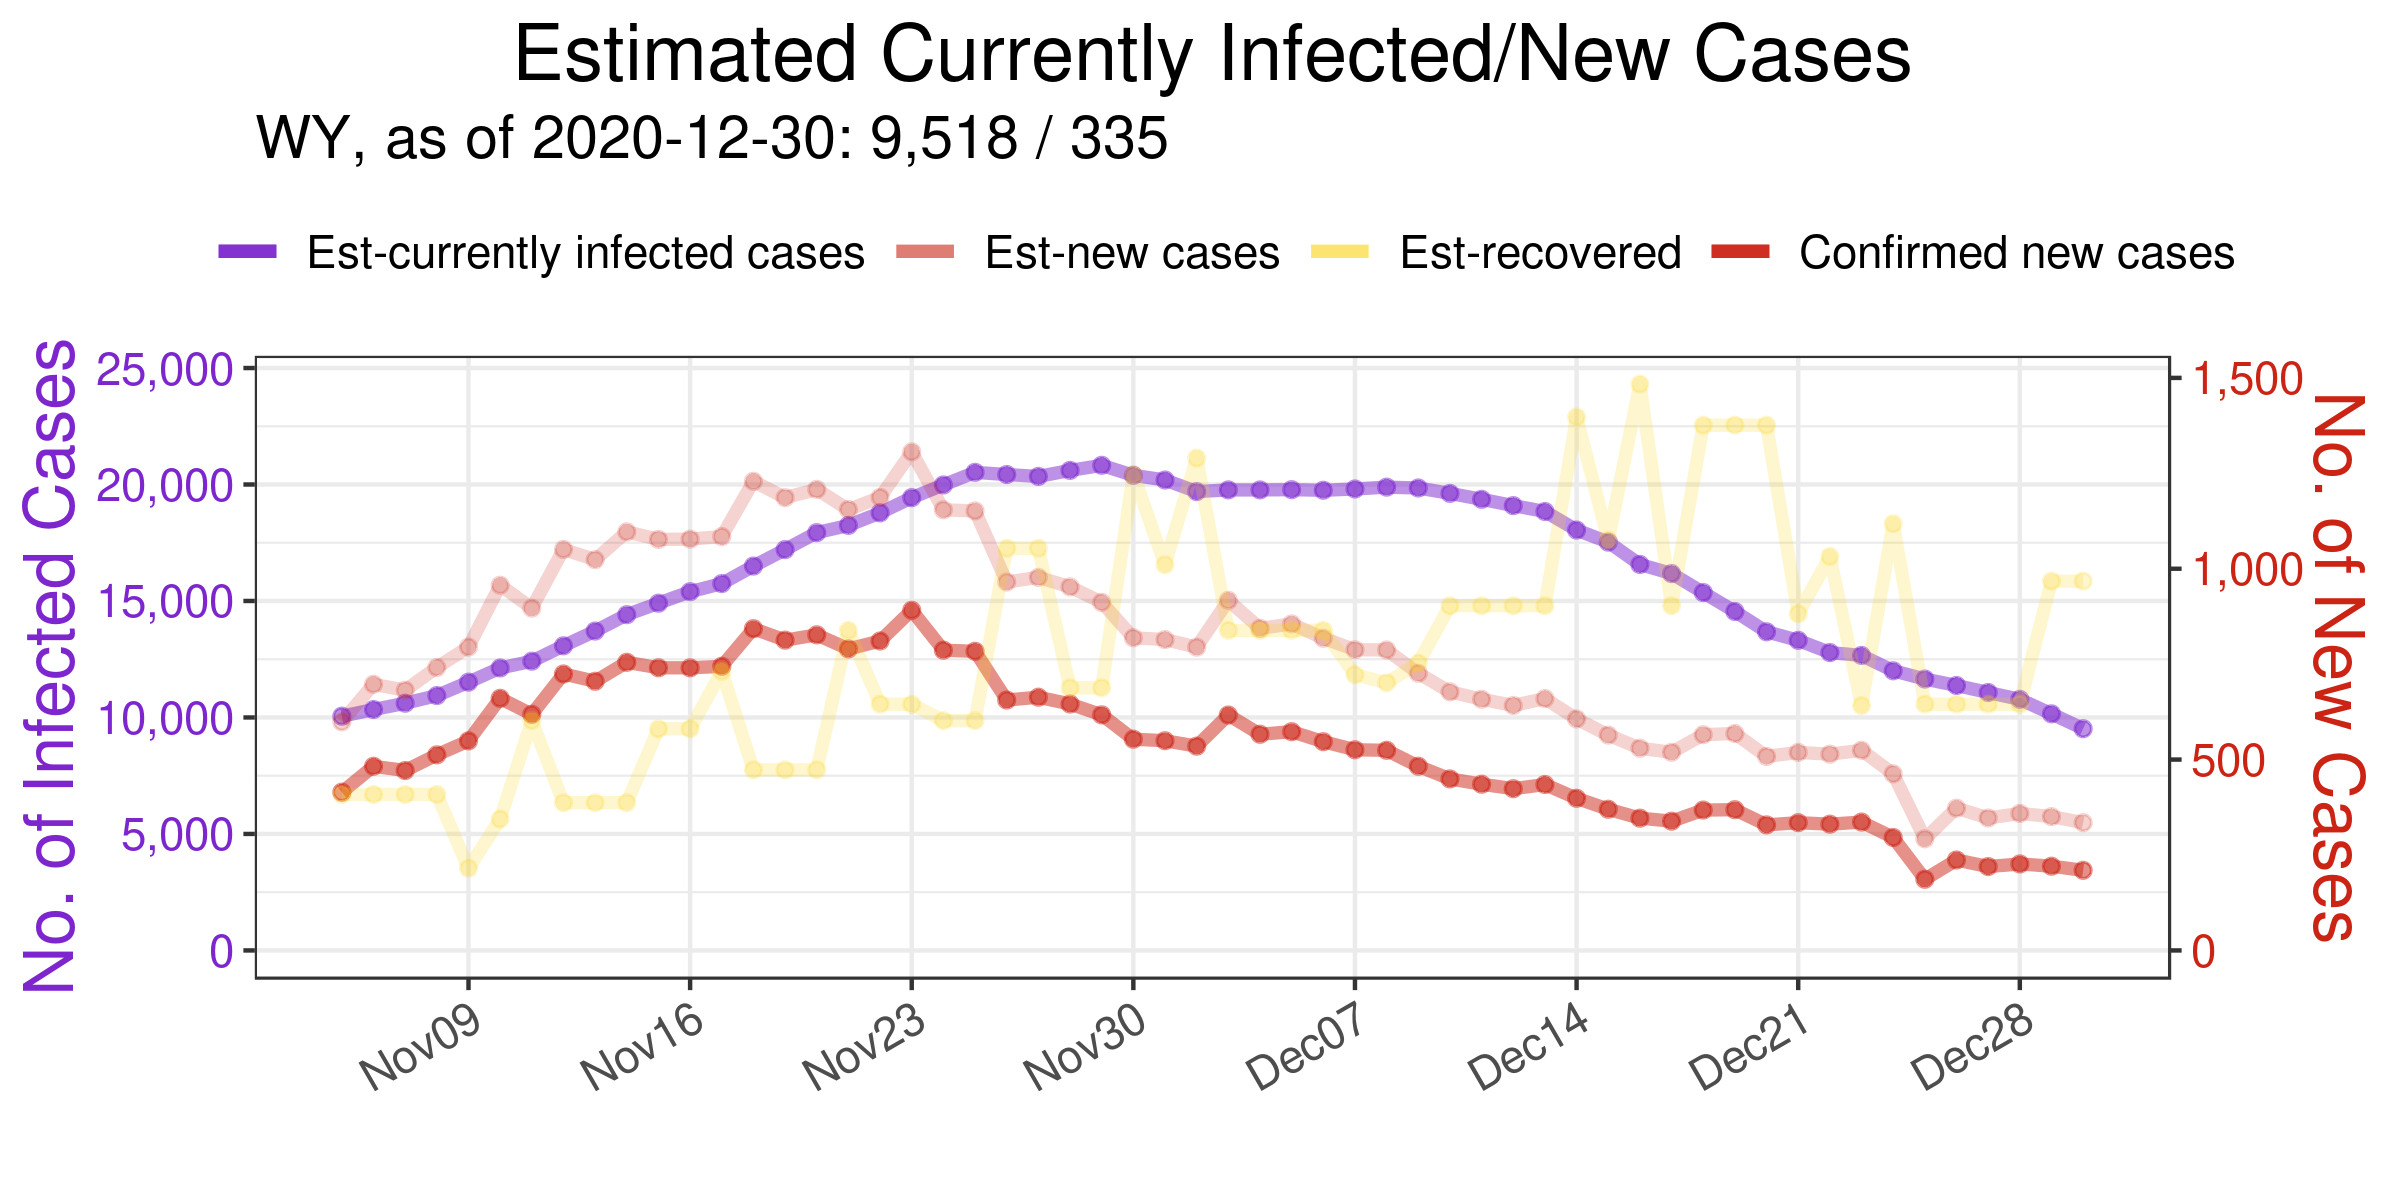 Estimated Currently Infected/New Cases
WY, as of 2020-12-30: 9,518 / 335
Est-currently infected cases Est-new cases Est-recovered Confirmed new cases
No. of Infected Cases
25,000
20,000
15,000
10,000
5,000
0
1,500
1,000
500
0
No. of New Cases
Nov09 Nov16 Nov23 Nov30 Dec07 Dec14 Dec21 Dec28